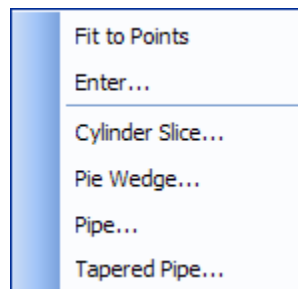 Fit to Points
Enter...
Cylinder Slice...
Pie Wedge...
Pipe...
Tapered Pipe...